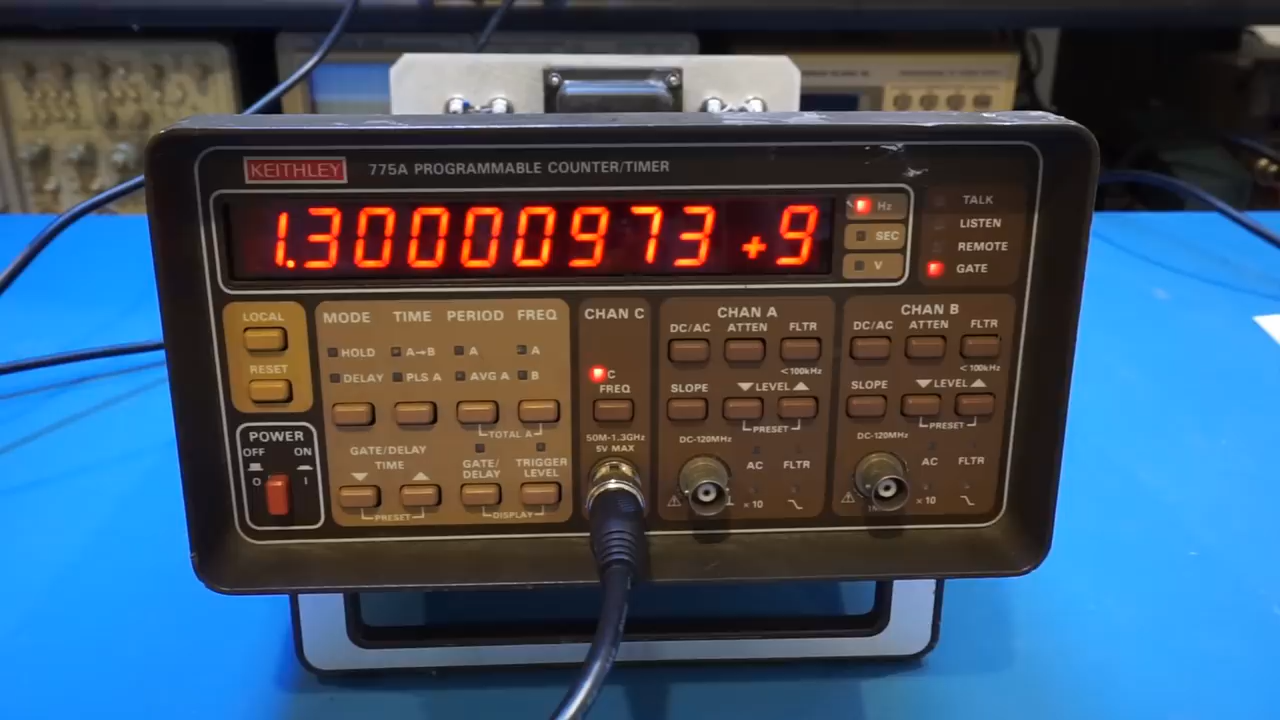 KEITHLEY 775A PROGRAMMABLE COUNTER/TIMER
1.30000973 +9
Hz
SEC
V
TALK
LISTEN
REMOTE
GATE
LOCAL
RESET
POWER
OFF ON
O I
MODE TIME PERIOD FREQ
HOLD A→B A A
DELAY PLS A AVG A B
TOTAL A
GATE/DELAY
TIME
GATE/
DELAY
TRIGGER
LEVEL
PRESET
DISPLAY
CHAN C
C
FREQ
50M-1.3GHz
5V MAX
CHAN A
DC/AC ATTEN FLTR
<100kHz
SLOPE ▼LEVEL▲
PRESET
DC-120MHz
AC FLTR
×10
CHAN B
DC/AC ATTEN FLTR
<100kHz
SLOPE ▼LEVEL▲
PRESET
DC-120MHz
AC FLTR
×10